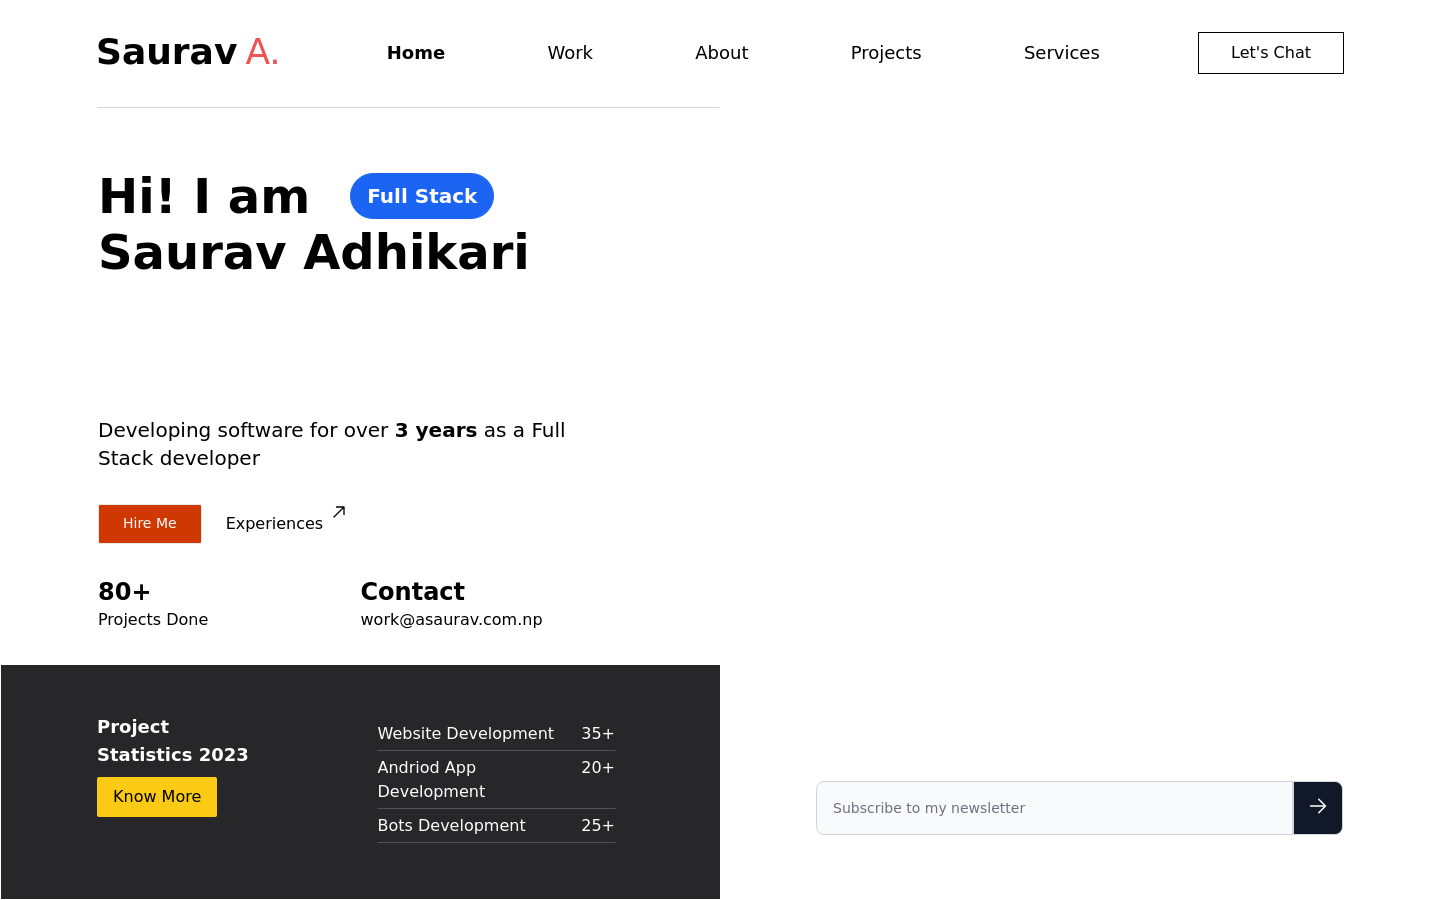 Saurav A.
Home
Work
About
Projects
Services
Let's Chat
Hi! I am
Full Stack
Saurav Adhikari
Developing software for over 3 years as a Full
Stack developer
Hire Me
Experiences
80+
Projects Done
Contact
work@asaurav.com.np
Project
Statistics 2023
Know More
Website Development 35+
Andriod App 20+
Development
Bots Development 25+
Subscribe to my newsletter